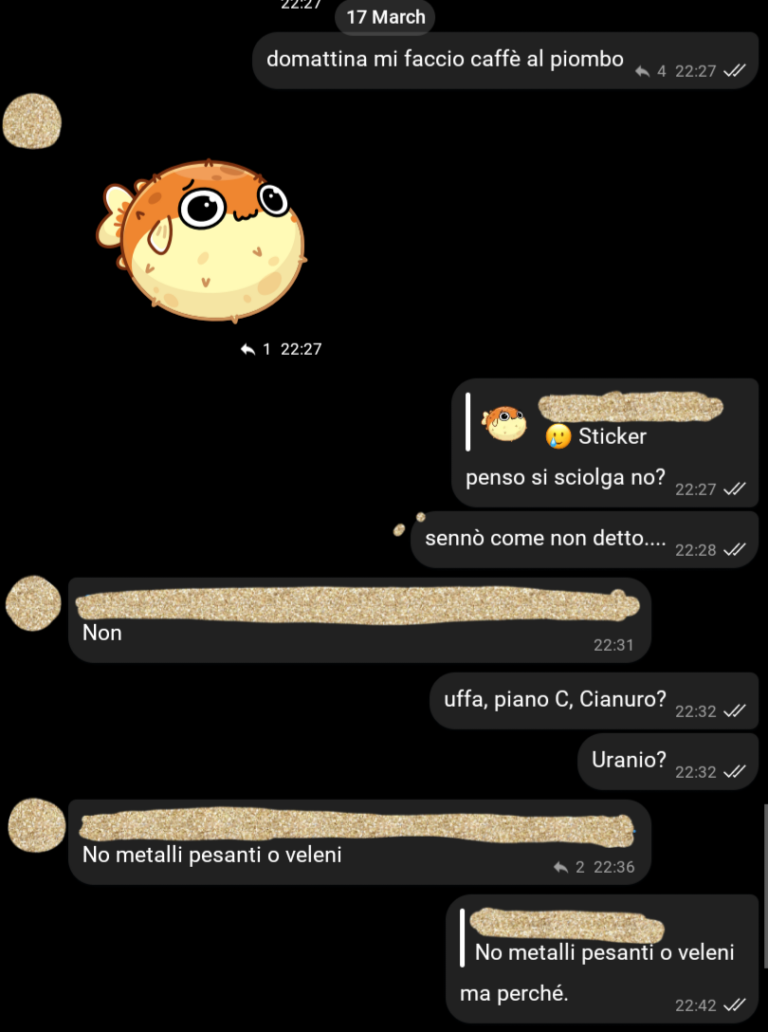 22:27
17 March
domattina mi faccio caffè al piombo
4 22:27
1 22:27
Sticker
penso si sciolga no?
22:27
sennò come non detto....
22:28
Non
22:31
uffa, piano C, Cianuro?
22:32
Uranio?
22:32
No metalli pesanti o veleni
2 22:36
No metalli pesanti o veleni
ma perché.
22:42